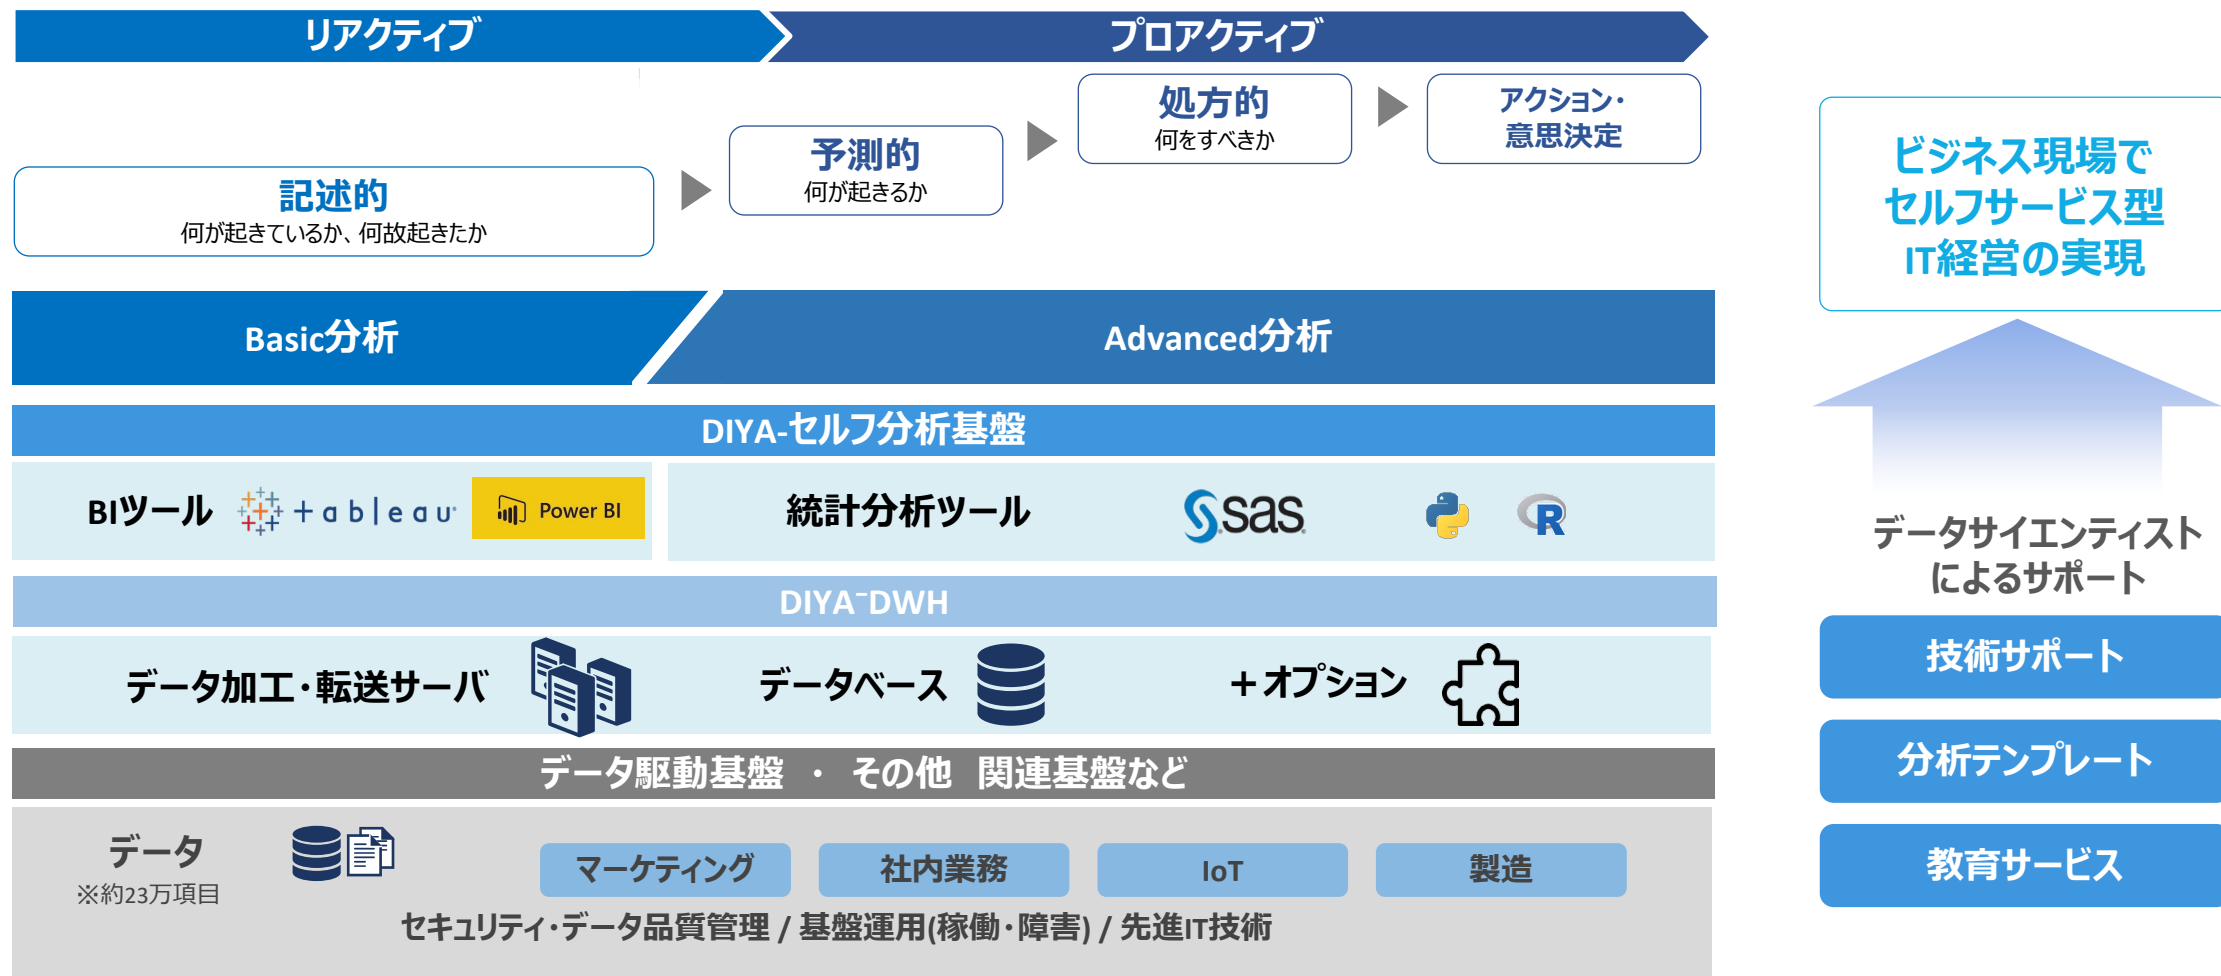 リアクティブ
プロアクティブ
記述的
何が起きているか、何故起きたか
予測的
何が起きるか
処方的
何をすべきか
アクション・
意思決定
Basic分析
Advanced分析
DIYA-セルフ分析基盤
BIツール
+ableau
Power BI
統計分析ツール
sas
R
DIYA-DWH
データ加工・転送サーバ
データベース
+オプション
データ駆動基盤 ・ その他 関連基盤など
データ
※約23万項目
マーケティング
社内業務
IoT
製造
セキュリティ・データ品質管理 / 基盤運用(稼働・障害) / 先進IT技術
ビジネス現場で
セルフサービス型
IT経営の実現
データサイエンティスト
によるサポート
技術サポート
分析テンプレート
教育サービス